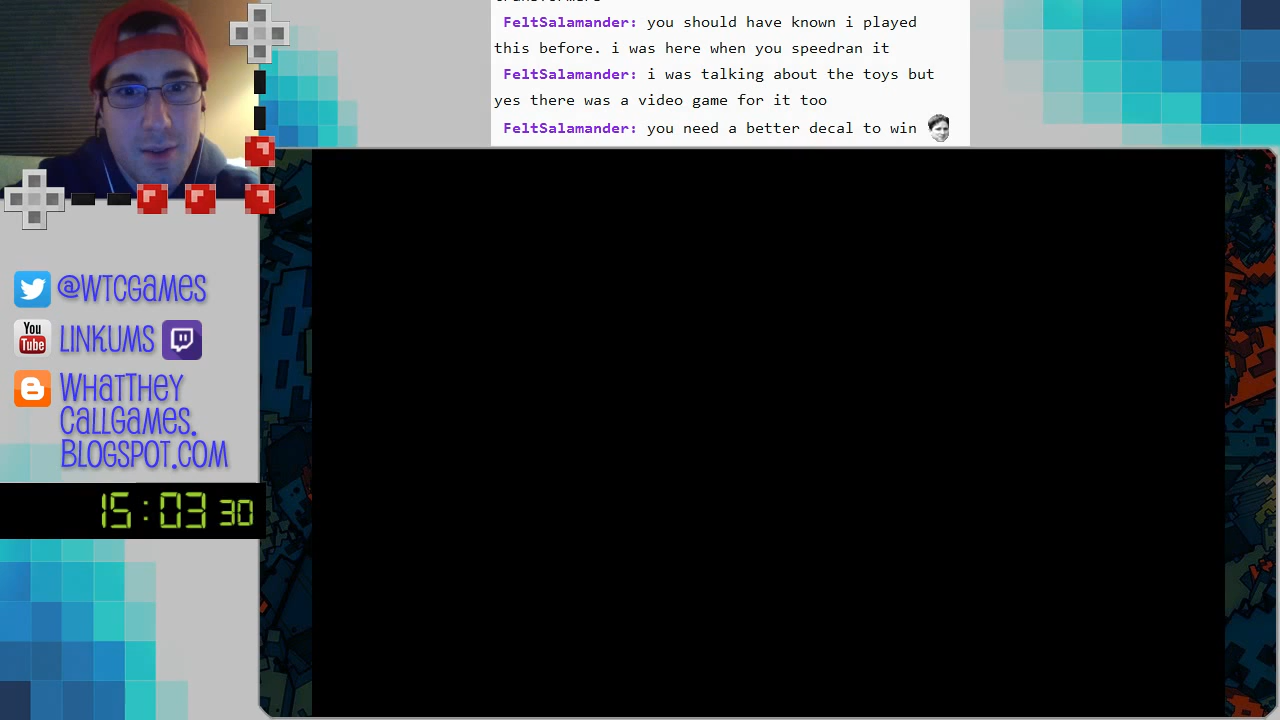 FeltSalamander: you should have known i played
this before. i was here when you speedran it
FeltSalamander: i was talking about the toys but
yes there was a video game for it too
FeltSalamander: you need a better decal to win
@WTCGAMES
You
Tube
LINKUMS
WHATTHEY
CALLGAMES.
BLOGSPOT.COM
15:03 30